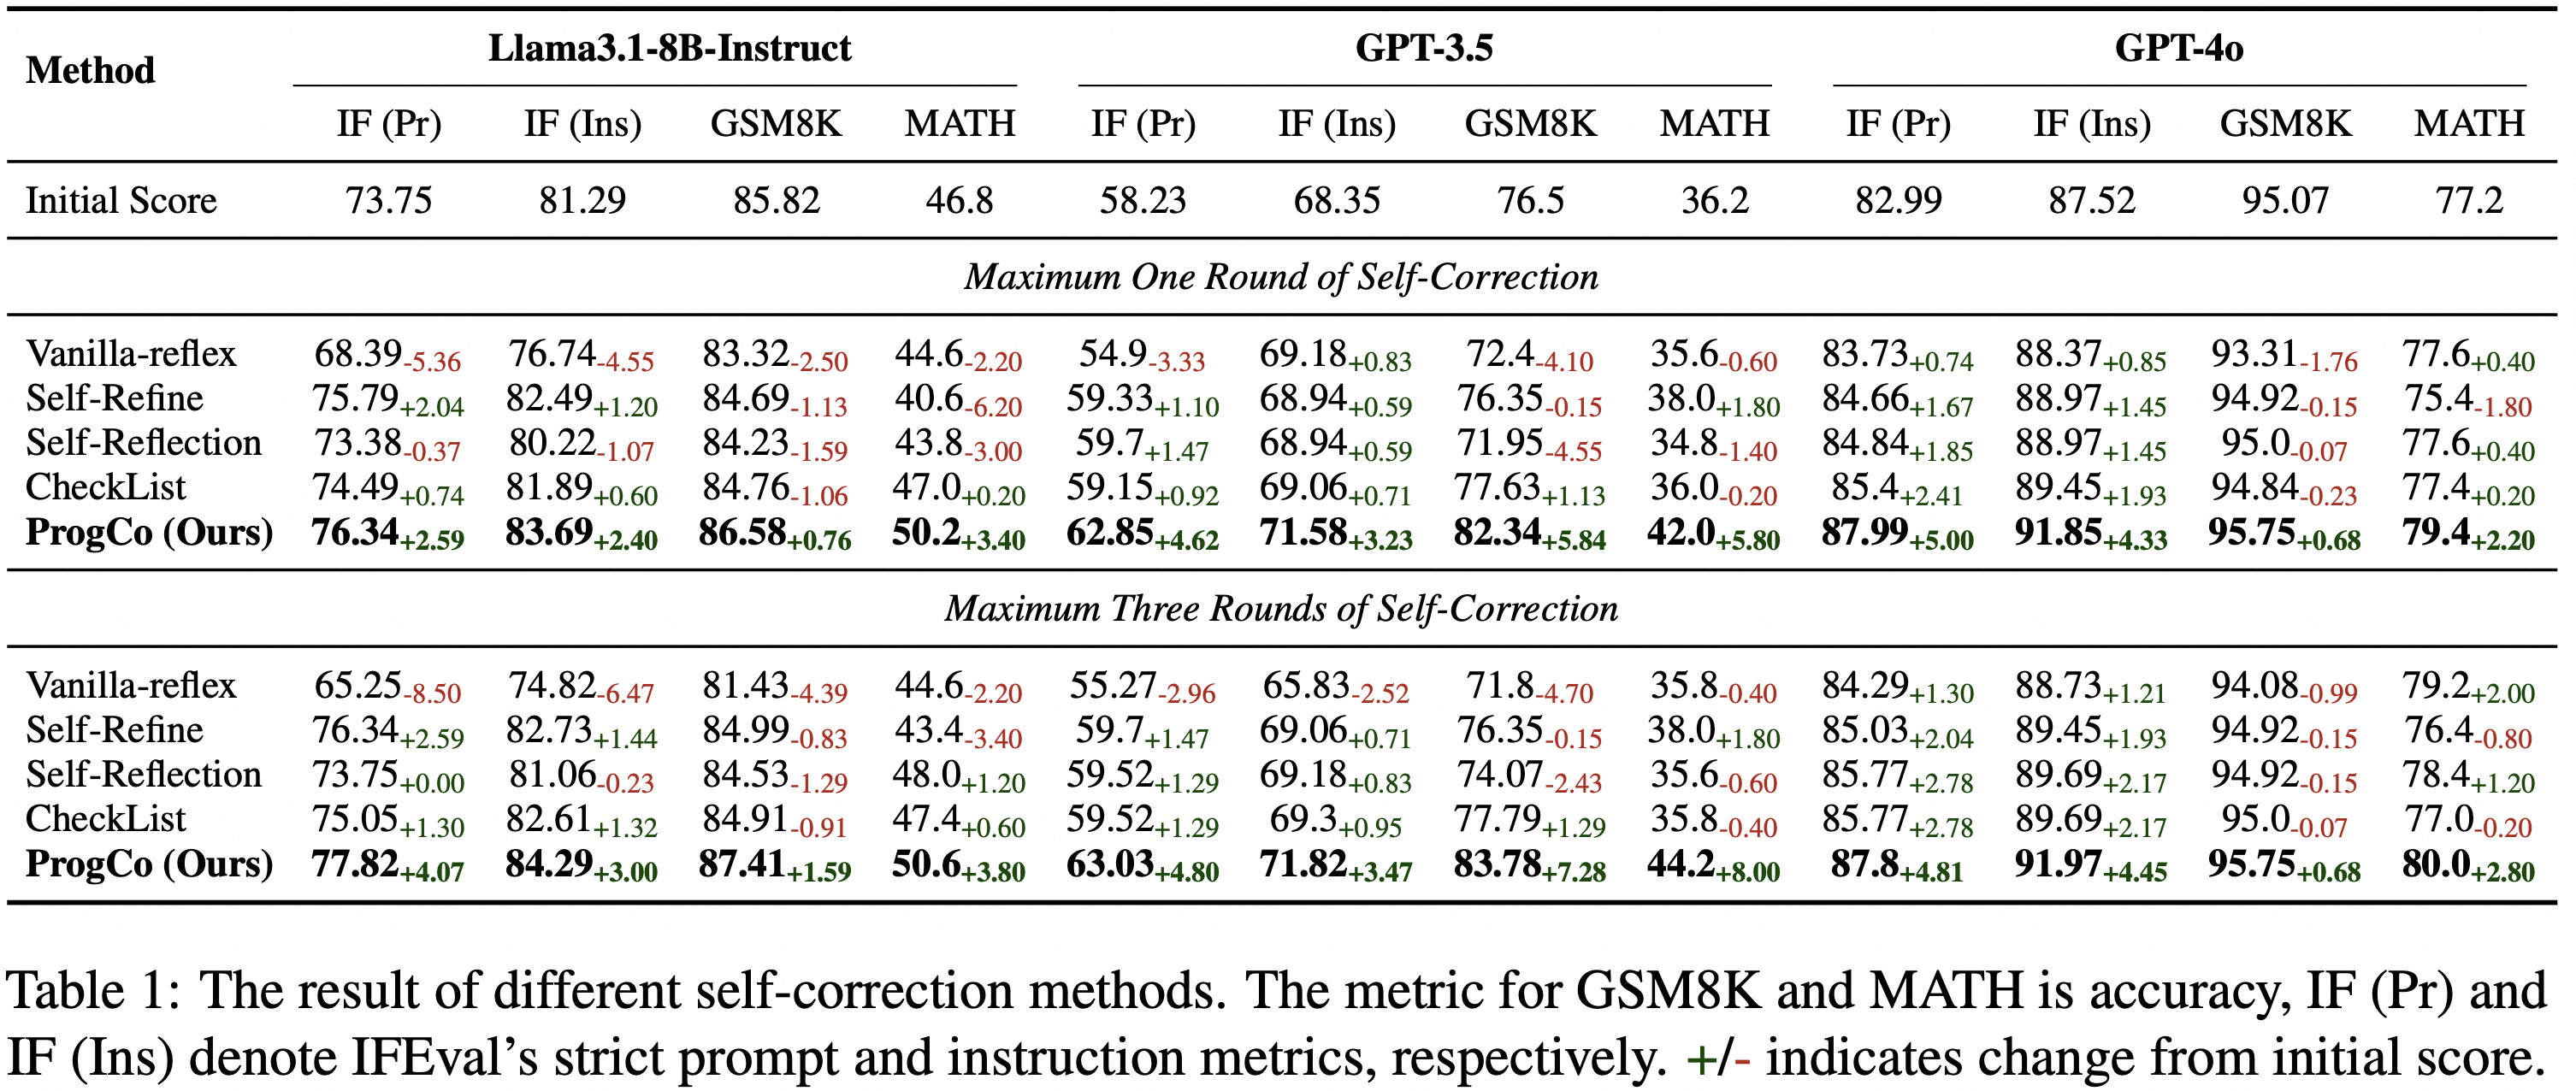 Method Llama3.1-8B-Instruct GPT-3.5 GPT-4o
IF (Pr) IF (Ins) GSM8K MATH IF (Pr) IF (Ins) GSM8K MATH IF (Pr) IF (Ins) GSM8K MATH
Initial Score 73.75 81.29 85.82 46.8 58.23 68.35 76.5 36.2 82.99 87.52 95.07 77.2
Maximum One Round of Self-Correction
Vanilla-reflex 68.39-5.36 76.74-4.55 83.32-2.50 44.6-2.20 54.9-3.33 69.18+0.83 72.4-4.10 35.6-0.60 83.73+0.74 88.37+0.85 93.31-1.76 77.6+0.40
Self-Refine 75.79+2.04 82.49+1.20 84.69-1.13 40.6-6.20 59.33+1.10 68.94+0.59 76.35-0.15 38.0+1.80 84.66+1.67 88.97+1.45 94.92-0.15 75.4-1.80
Self-Reflection 73.38-0.37 80.22-1.07 84.23-1.59 43.8-3.00 59.7+1.47 68.94+0.59 71.95-4.55 34.8-1.40 84.84+1.85 88.97+1.45 95.0-0.07 77.6+0.40
CheckList 74.49+0.74 81.89+0.60 84.76-1.06 47.0+0.20 59.15+0.92 69.06+0.71 77.63+1.13 36.0-0.20 85.4+2.41 89.45+1.93 94.84-0.23 77.4+0.20
ProgCo (Ours) 76.34+2.59 83.69+2.40 86.58+0.76 50.2+3.40 62.85+4.62 71.58+3.23 82.34+5.84 42.0+5.80 87.99+5.00 91.85+4.33 95.75+0.68 79.4+2.20
Maximum Three Rounds of Self-Correction
Vanilla-reflex 65.25-8.50 74.82-6.47 81.43-4.39 44.6-2.20 55.27-2.96 65.83-2.52 71.8-4.70 35.8-0.40 84.29+1.30 88.73+1.21 94.08-0.99 79.2+2.00
Self-Refine 76.34+2.59 82.73+1.44 84.99-0.83 43.4-3.40 59.7+1.47 69.06+0.71 76.35-0.15 38.0+1.80 85.03+2.04 89.45+1.93 94.92-0.15 76.4-0.80
Self-Reflection 73.75+0.00 81.06-0.23 84.53-1.29 48.0+1.20 59.52+1.29 69.18+0.83 74.07-2.43 35.6-0.60 85.77+2.78 89.69+2.17 94.92-0.15 78.4+1.20
CheckList 75.05+1.30 82.61+1.32 84.91-0.91 47.4+0.60 59.52+1.29 69.3+0.95 77.79+1.29 35.8-0.40 85.77+2.78 89.69+2.17 95.0-0.07 77.0-0.20
ProgCo (Ours) 77.82+4.07 84.29+3.00 87.41+1.59 50.6+3.80 63.03+4.80 71.82+3.47 83.78+7.28 44.2+8.00 87.8+4.81 91.97+4.45 95.75+0.68 80.0+2.80
Table 1: The result of different self-correction methods. The metric for GSM8K and MATH is accuracy, IF (Pr) and
IF (Ins) denote IFEval's strict prompt and instruction metrics, respectively. +/- indicates change from initial score.